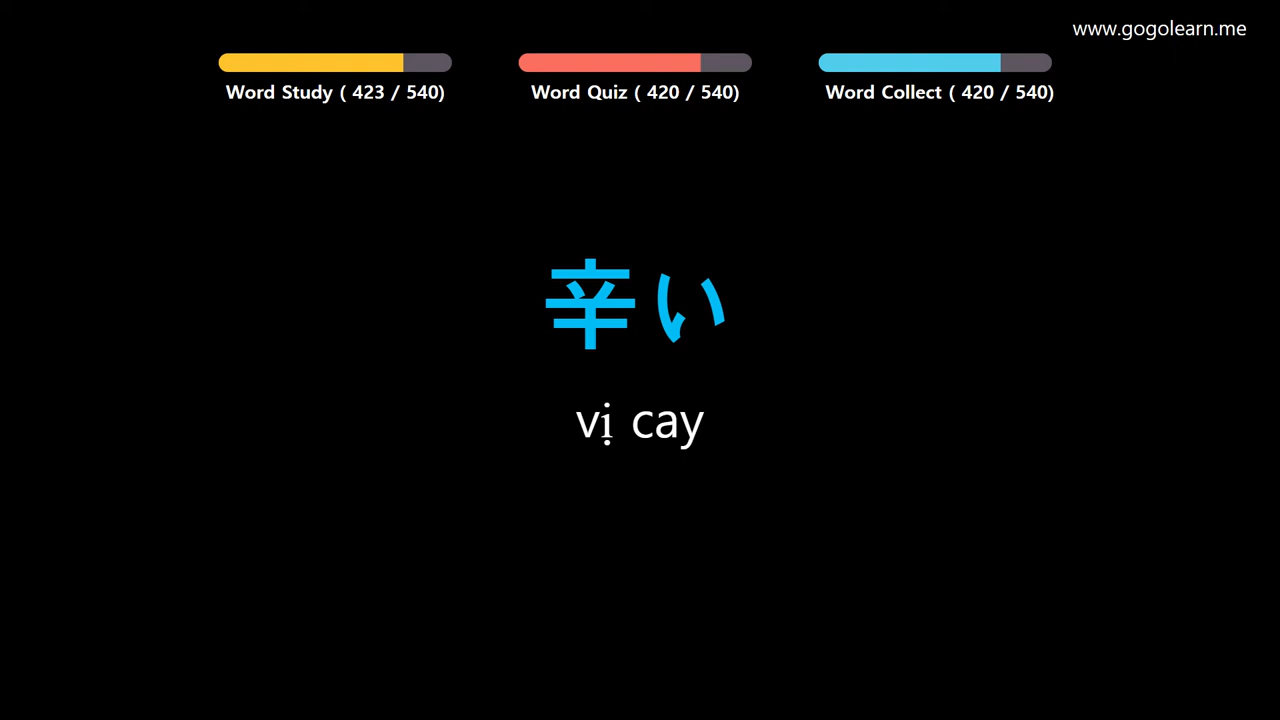 www.gogolearn.me
Word Study ( 423 / 540)
Word Quiz ( 420 / 540)
Word Collect ( 420 / 540)
辛い
vị cay